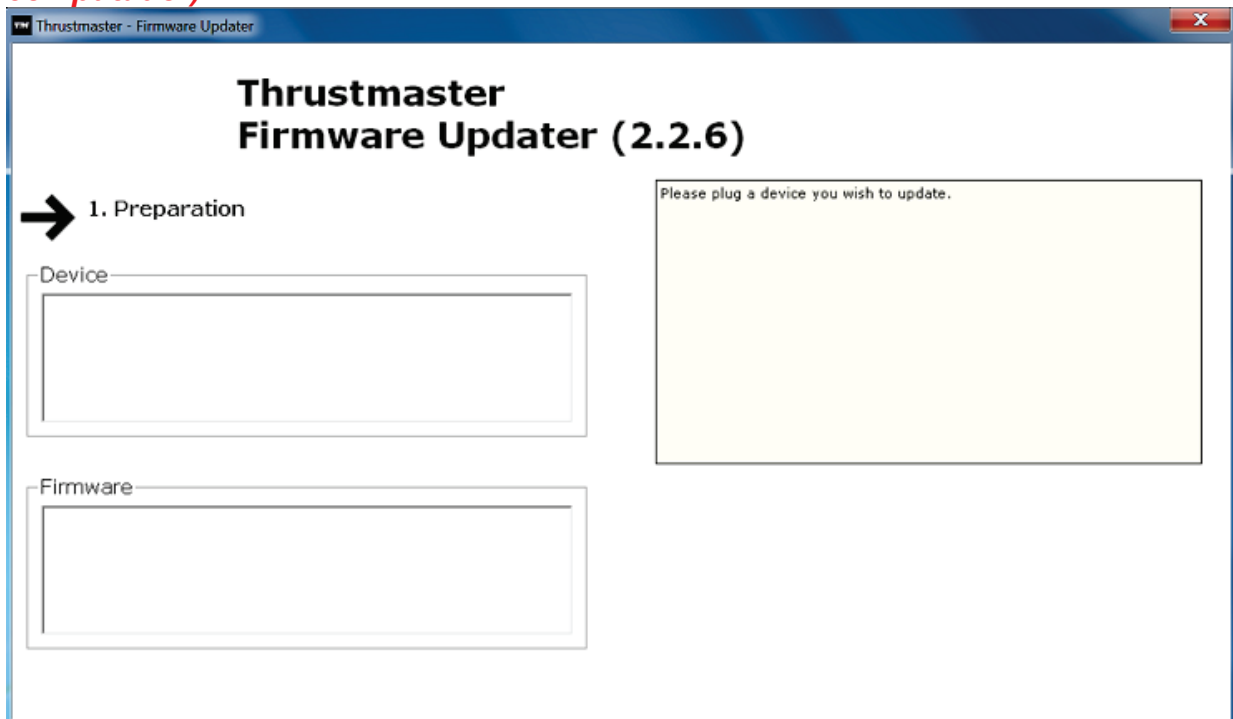 Thrustmaster - Firmware Updater
Thrustmaster
Firmware Updater (2.2.6)
1. Preparation
Please plug a device you wish to update.
Device
Firmware